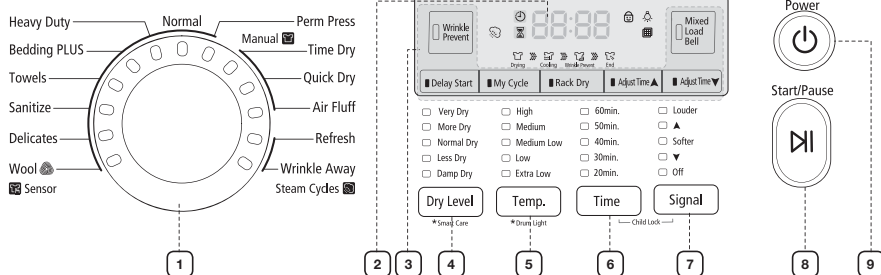 Heavy Duty
Normal
Perm Press
Bedding PLUS
Manual
Time Dry
Towels
Quick Dry
Sanitize
Air Fluff
Delicates
Refresh
Wool
Wrinkle Away
Sensor
Steam Cycles
Wrinkle
Prevent
88:88
Mixed
Load
Bell
Drying Cooling Wrinkle Prevent End
Delay Start My Cycle Rack Dry Adjust Time▲ Adjust Time▼
Very Dry High 60min. Louder
More Dry Medium 50min. ▲
Normal Dry Medium Low 40min. Softer
Less Dry Low 30min. ▼
Damp Dry Extra Low 20min. Off
Dry Level Temp. Time Signal
*Smart Care *Drum Light Child Lock
Power
Start/Pause
1 2 3 4 5 6 7 8 9